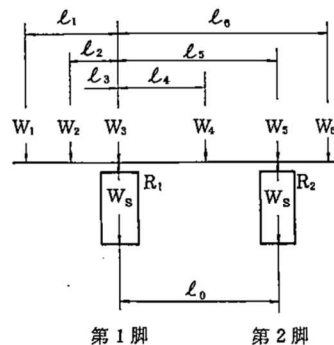 ℓ₁ ℓ₆
ℓ₂ ℓ₅
ℓ₃ ℓ₄
W₁ W₂ W₃ W₄ W₅ W₆
R₁ R₂
Wₛ Wₛ
ℓ₀
第1脚 第2脚